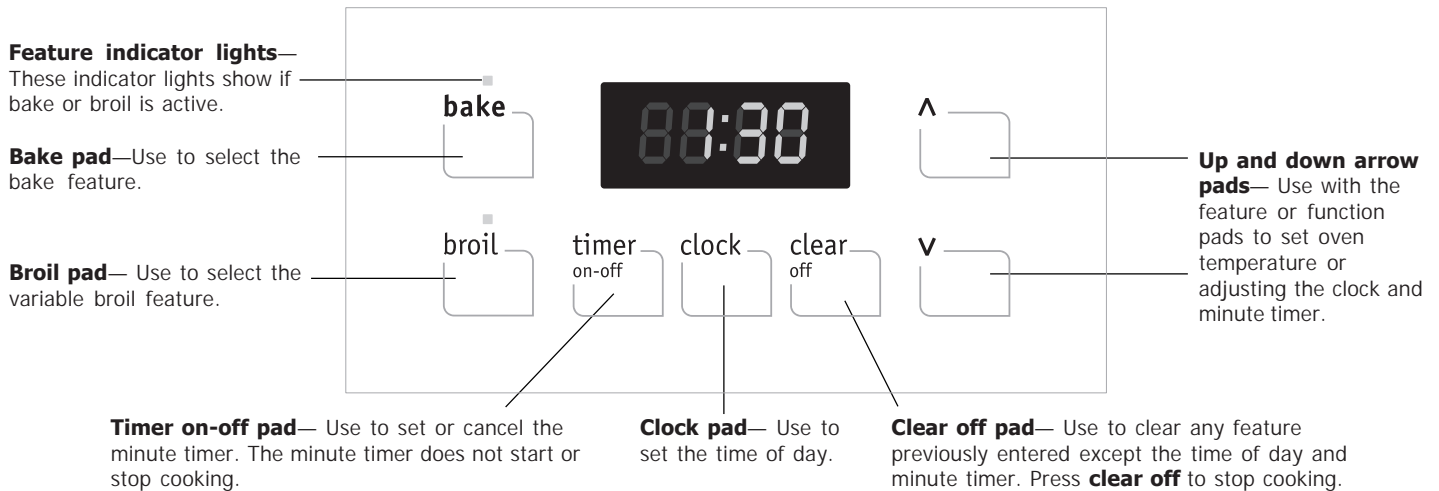 Feature indicator lights—
These indicator lights show if
bake or broil is active.
Bake pad—Use to select the
bake feature.
Broil pad— Use to select the
variable broil feature.
bake
1:30
^
broil
timer
on-off
clock
clear
off
v
Up and down arrow
pads— Use with the
feature or function
pads to set oven
temperature or
adjusting the clock and
minute timer.
Timer on-off pad— Use to set or cancel the
minute timer. The minute timer does not start or
stop cooking.
Clock pad— Use to
set the time of day.
Clear off pad— Use to clear any feature
previously entered except the time of day and
minute timer. Press clear off to stop cooking.